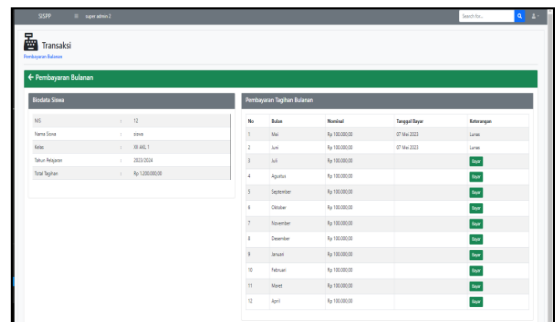 SISPP super admin 2 Search for...
Transaksi
Pembayaran Bulanan
Pembayaran Bulanan
Biodata Siswa
NIS : 12
Nama Siswa : siswa
Kelas : XII AKL 1
Tahun Pelajaran : 2023/2024
Total Tagihan : Rp 1.200.000,00
Pembayaran Tagihan Bulanan
No Bulan Nominal Tanggal Bayar Keterangan
1 Mei Rp 100.000,00 07 Mei 2023 Lunas
2 Juni Rp 100.000,00 07 Mei 2023 Lunas
3 Juli Rp 100.000,00 Bayar
4 Agustus Rp 100.000,00 Bayar
5 September Rp 100.000,00 Bayar
6 Oktober Rp 100.000,00 Bayar
7 November Rp 100.000,00 Bayar
8 Desember Rp 100.000,00 Bayar
9 Januari Rp 100.000,00 Bayar
10 Februari Rp 100.000,00 Bayar
11 Maret Rp 100.000,00 Bayar
12 April Rp 100.000,00 Bayar